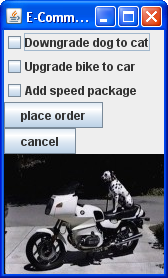 E-Comm...
Downgrade dog to cat
Upgrade bike to car
Add speed package
place order
cancel